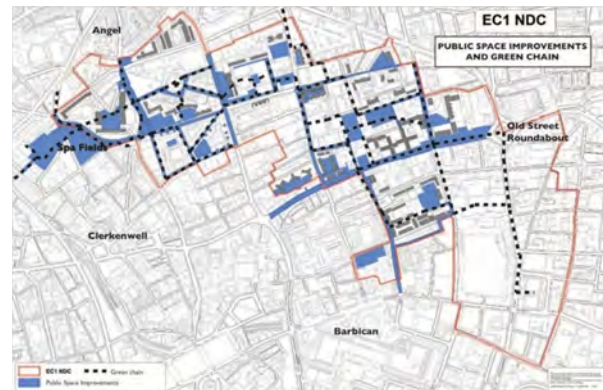 EC1 NDC
PUBLIC SPACE IMPROVEMENTS
AND GREEN CHAIN
Angel
Old Street
Roundabout
Spa Fields
Clerkenwell
Barbican
EC1 NDC
Green chain
Public Space Improvements